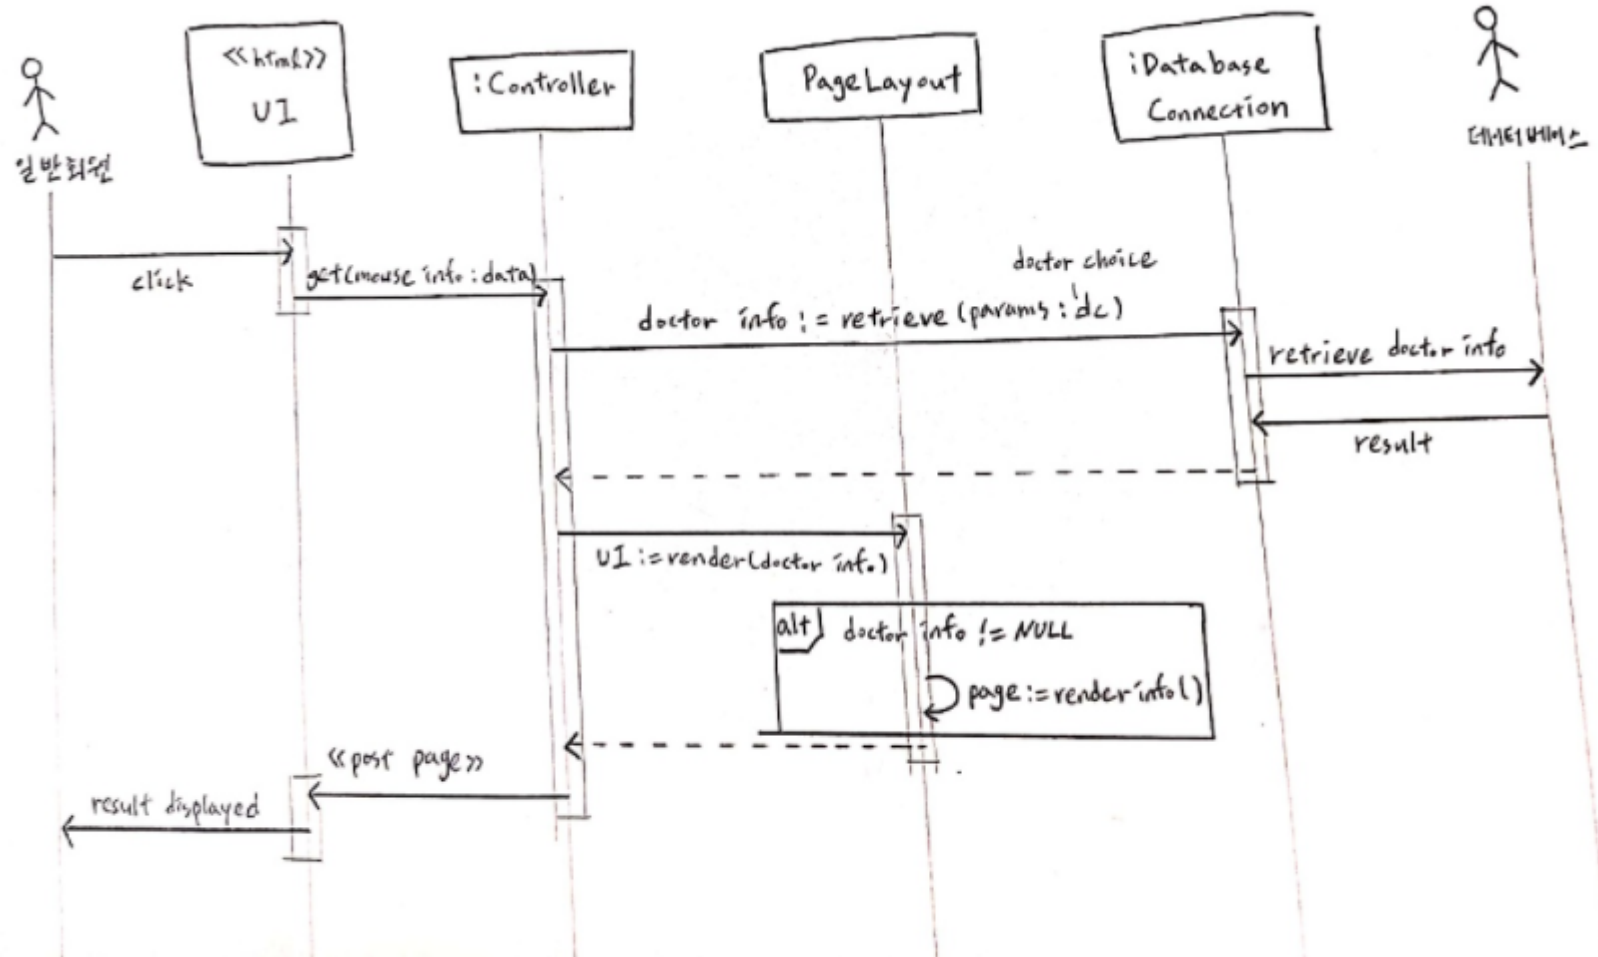 <<html>>
UI
:Controller
PageLayout
:Database
Connection
일반회원
데이터베이스
click
get(mouse info:data)
doctor choice
doctor info := retrieve(params:dc)
retrieve doctor info
result
UI:=render(doctor info)
alt
doctor info != NULL
page:=renderinfo()
<<post page>>
result displayed